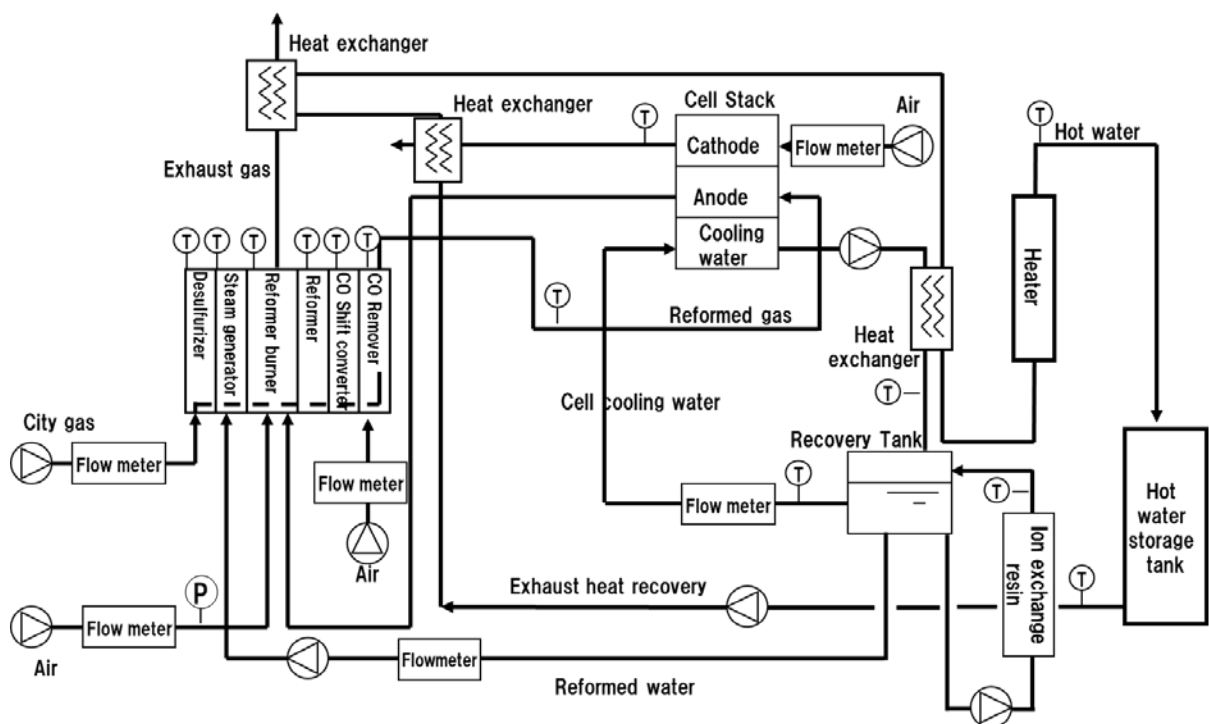 Heat exchanger
Heat exchanger
Cell Stack
Air
T
Hot water
T
Cathode
Flow meter
Exhaust gas
Anode
T
T
T
T
T
T
Cooling
water
Desulfurizer
Steam generator
Reformer burner
Reformer
CO Shift converter
CO Remover
T
Reformed gas
Heater
Heat
exchanger
T
Cell cooling water
City gas
Flow meter
Recovery Tank
Flow meter
T
Flow meter
T
Hot
water
storage
tank
Ion exchange
resin
Air
P
Exhaust heat recovery
T
Flow meter
Air
Flowmeter
Reformed water